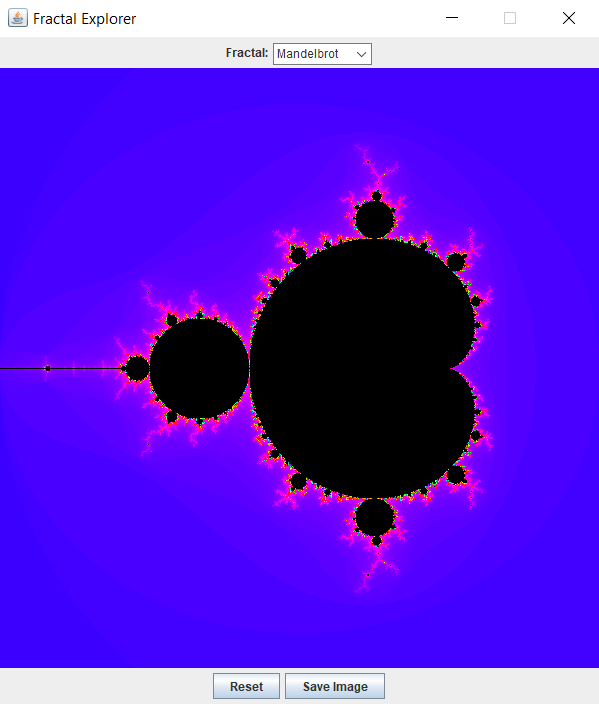 Fractal Explorer
Fractal: Mandelbrot
Reset Save Image